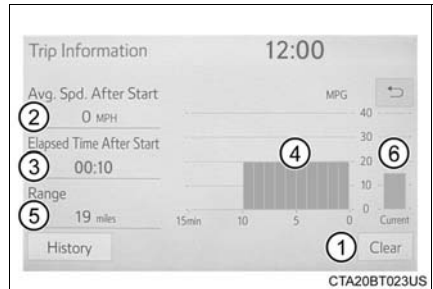 Trip Information 12:00
Avg. Spd. After Start MPG
2 0 MPH 40
Elapsed Time After Start 30
3 00:10 4 20 6
Range 10
5 19 miles 15min 10 5 0 0 Current
History 1 Clear
CTA20BT023US